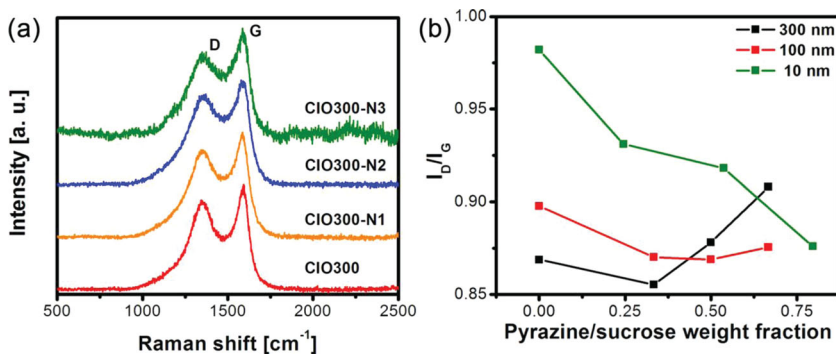 (a)
D
G
CIO300-N3
CIO300-N2
CIO300-N1
CIO300
Intensity [a. u.]
500
1000
1500
2000
2500
Raman shift [cm⁻¹]
(b)
300 nm
100 nm
10 nm
1.00
0.95
0.90
0.85
I_D/I_G
0.00
0.25
0.50
0.75
Pyrazine/sucrose weight fraction